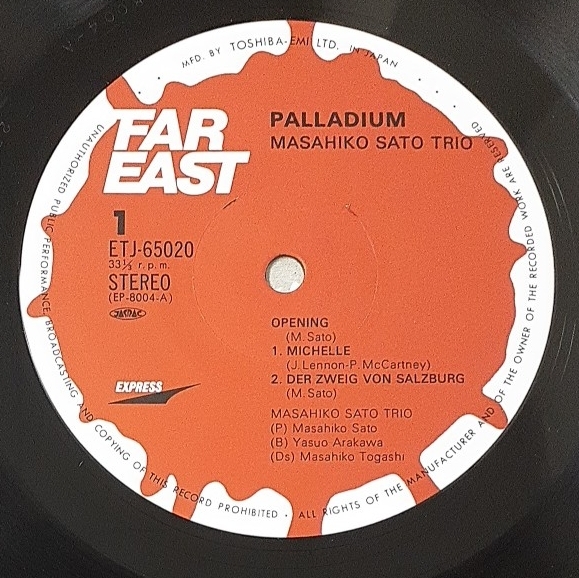 MFD. BY TOSHIBA-EMI LTD. IN JAPAN
FAR
EAST
PALLADIUM
MASAHIKO SATO TRIO
1
ETJ-65020
33⅓ r.p.m.
STEREO
(EP-8004-A)
JASRAC
OPENING
(M. Sato)
1. MICHELLE
(J. Lennon-P. McCartney)
2. DER ZWEIG VON SALZBURG
(M. Sato)
EXPRESS
MASAHIKO SATO TRIO
(P) Masahiko Sato
(B) Yasuo Arakawa
(Ds) Masahiko Togashi
ALL RIGHTS OF THE MANUFACTURER AND OF THE OWNER OF THE RECORDED WORK ARE RESERVED
UNAUTHORIZED PUBLIC PERFORMANCE BROADCASTING AND COPYING OF THIS RECORD PROHIBITED